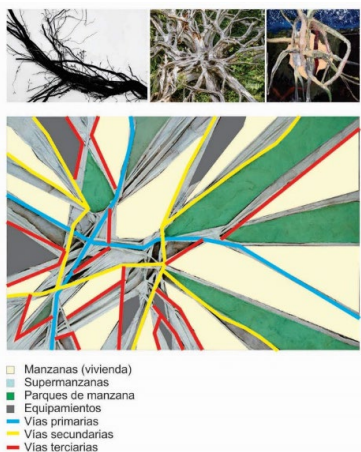 Manzanas (vivienda)
Supermanzanas
Parques de manzana
Equipamientos
Vías primarias
Vías secundarias
Vías terciarias